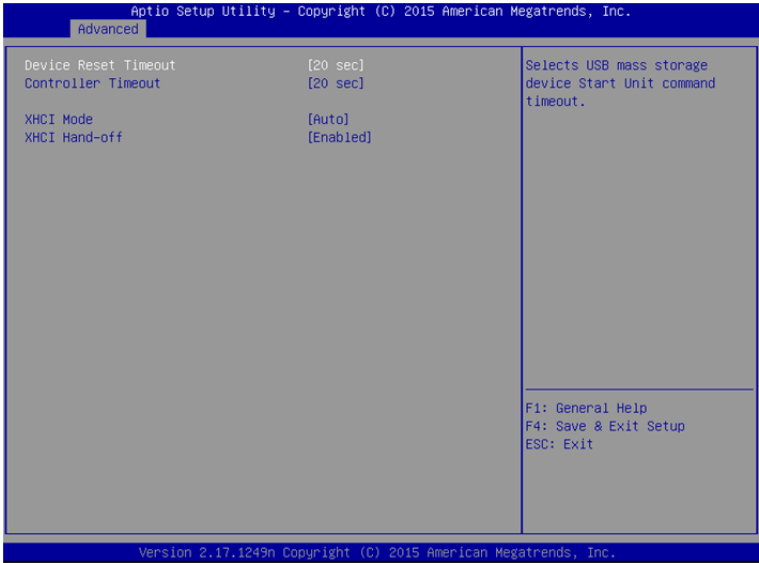 Aptio Setup Utility – Copyright (C) 2015 American Megatrends, Inc.
Advanced
Device Reset Timeout [20 sec]
Controller Timeout [20 sec]
XHCI Mode [Auto]
XHCI Hand-off [Enabled]
Selects USB mass storage
device Start Unit command
timeout.
F1: General Help
F4: Save & Exit Setup
ESC: Exit
Version 2.17.1249n Copyright (C) 2015 American Megatrends, Inc.